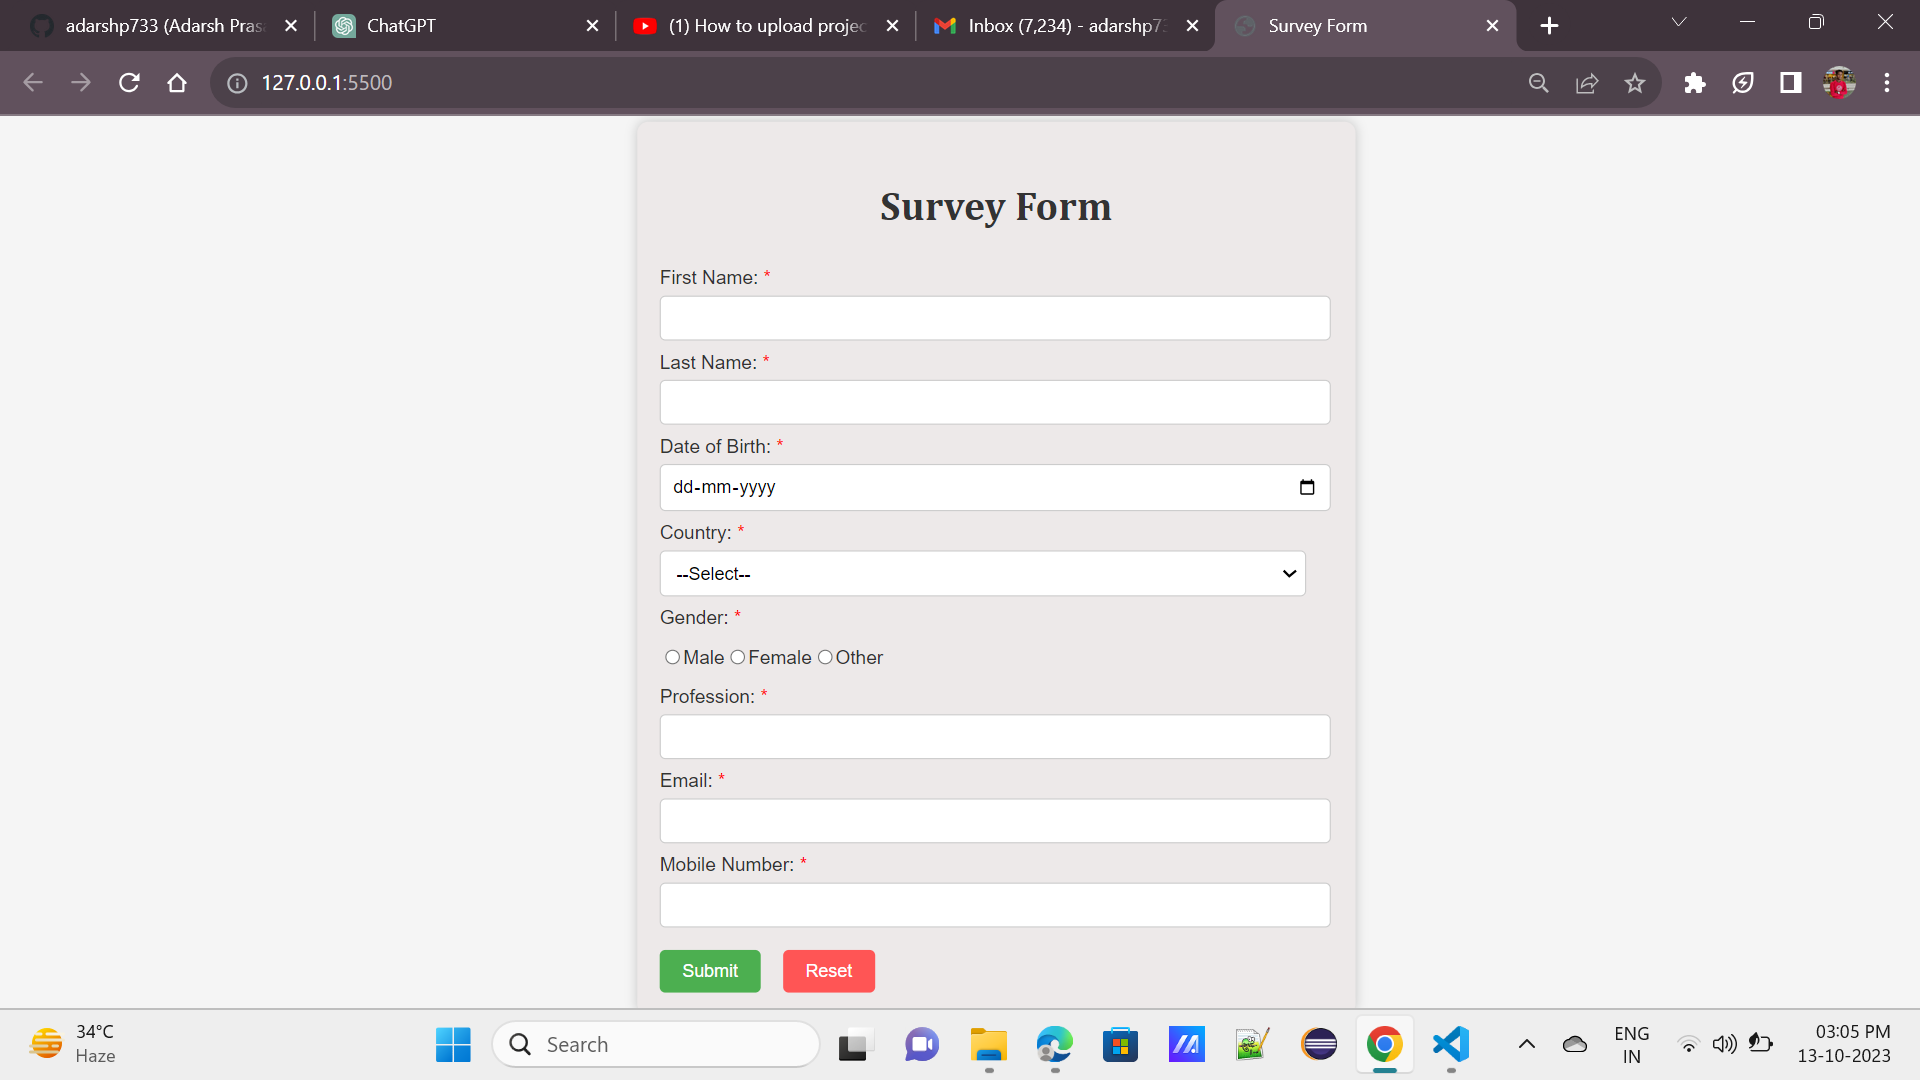 adarshp733 (Adarsh Pras
ChatGPT
(1) How to upload projec
Inbox (7,234) - adarshp73
Survey Form
127.0.0.1:5500
Survey Form
First Name: *
Last Name: *
Date of Birth: *
dd-mm-yyyy
Country: *
--Select--
Gender: *
Male Female Other
Profession: *
Email: *
Mobile Number: *
Submit Reset
34°C
Haze
Search
ENG
IN
03:05 PM
13-10-2023